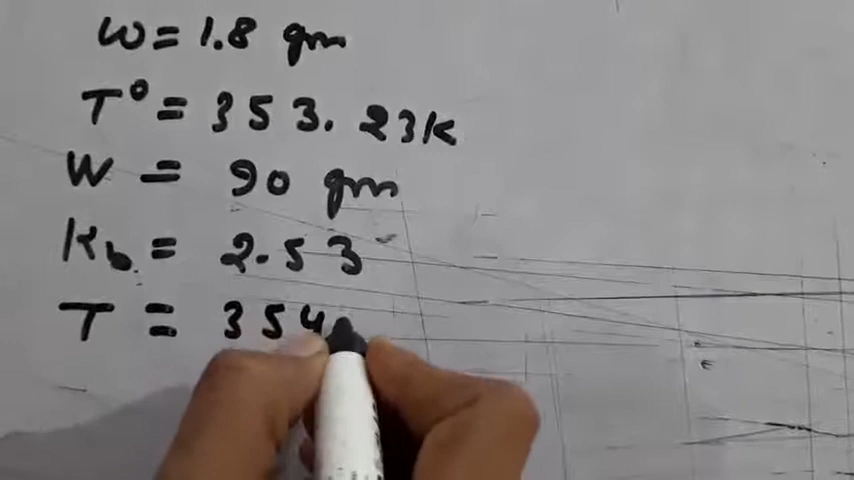 w = 1.8 gm
T° = 353.23K
W = 90 gm
Kb = 2.53
T = 354